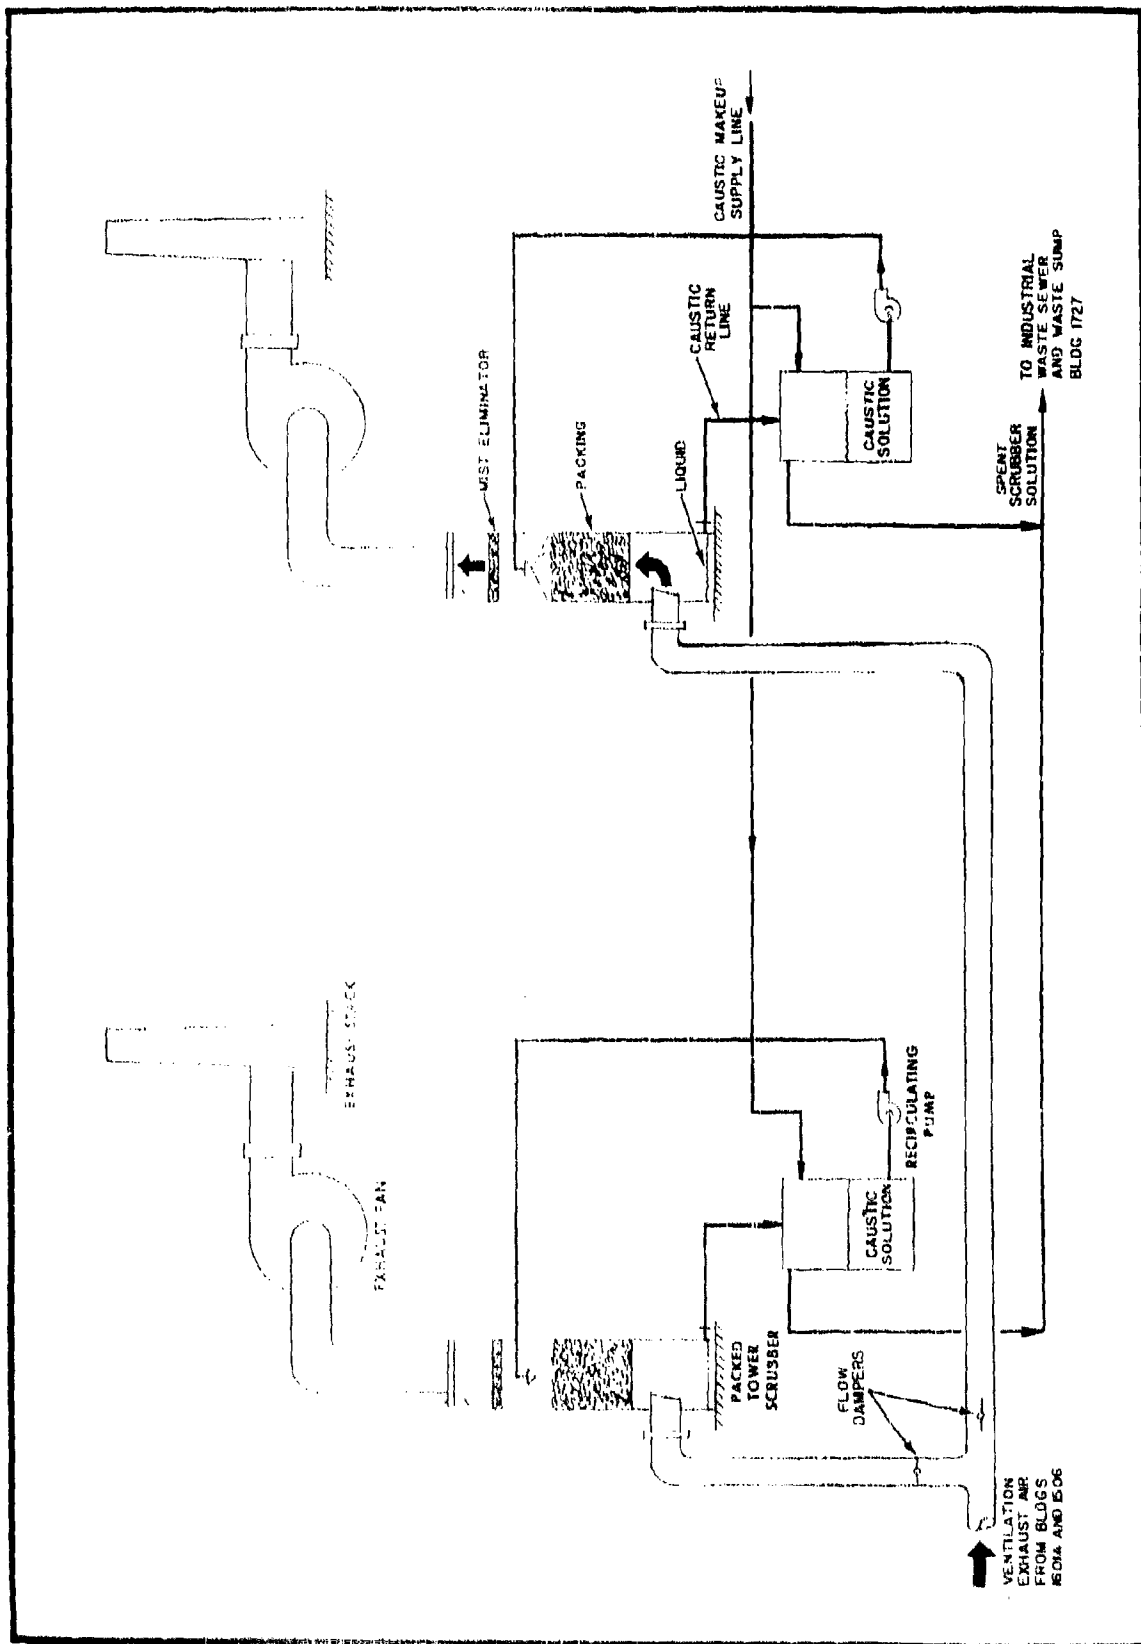 EXHAUST STACK
EXHAUST FAN
MIST ELIMINATOR
PACKING
LIQUID
CAUSTIC
RETURN
LINE
CAUSTIC MAKEUP
SUPPLY LINE
CAUSTIC
SOLUTION
SPENT
SCRUBBER
SOLUTION
TO INDUSTRIAL
WASTE SEWER
AND WASTE SUMP
BLDG 1727
PACKED
TOWER
SCRUBBER
CAUSTIC
SOLUTION
RECIRCULATING
PUMP
FLOW
DAMPERS
VENTILATION
EXHAUST AIR
FROM BLDGS
AND 1506